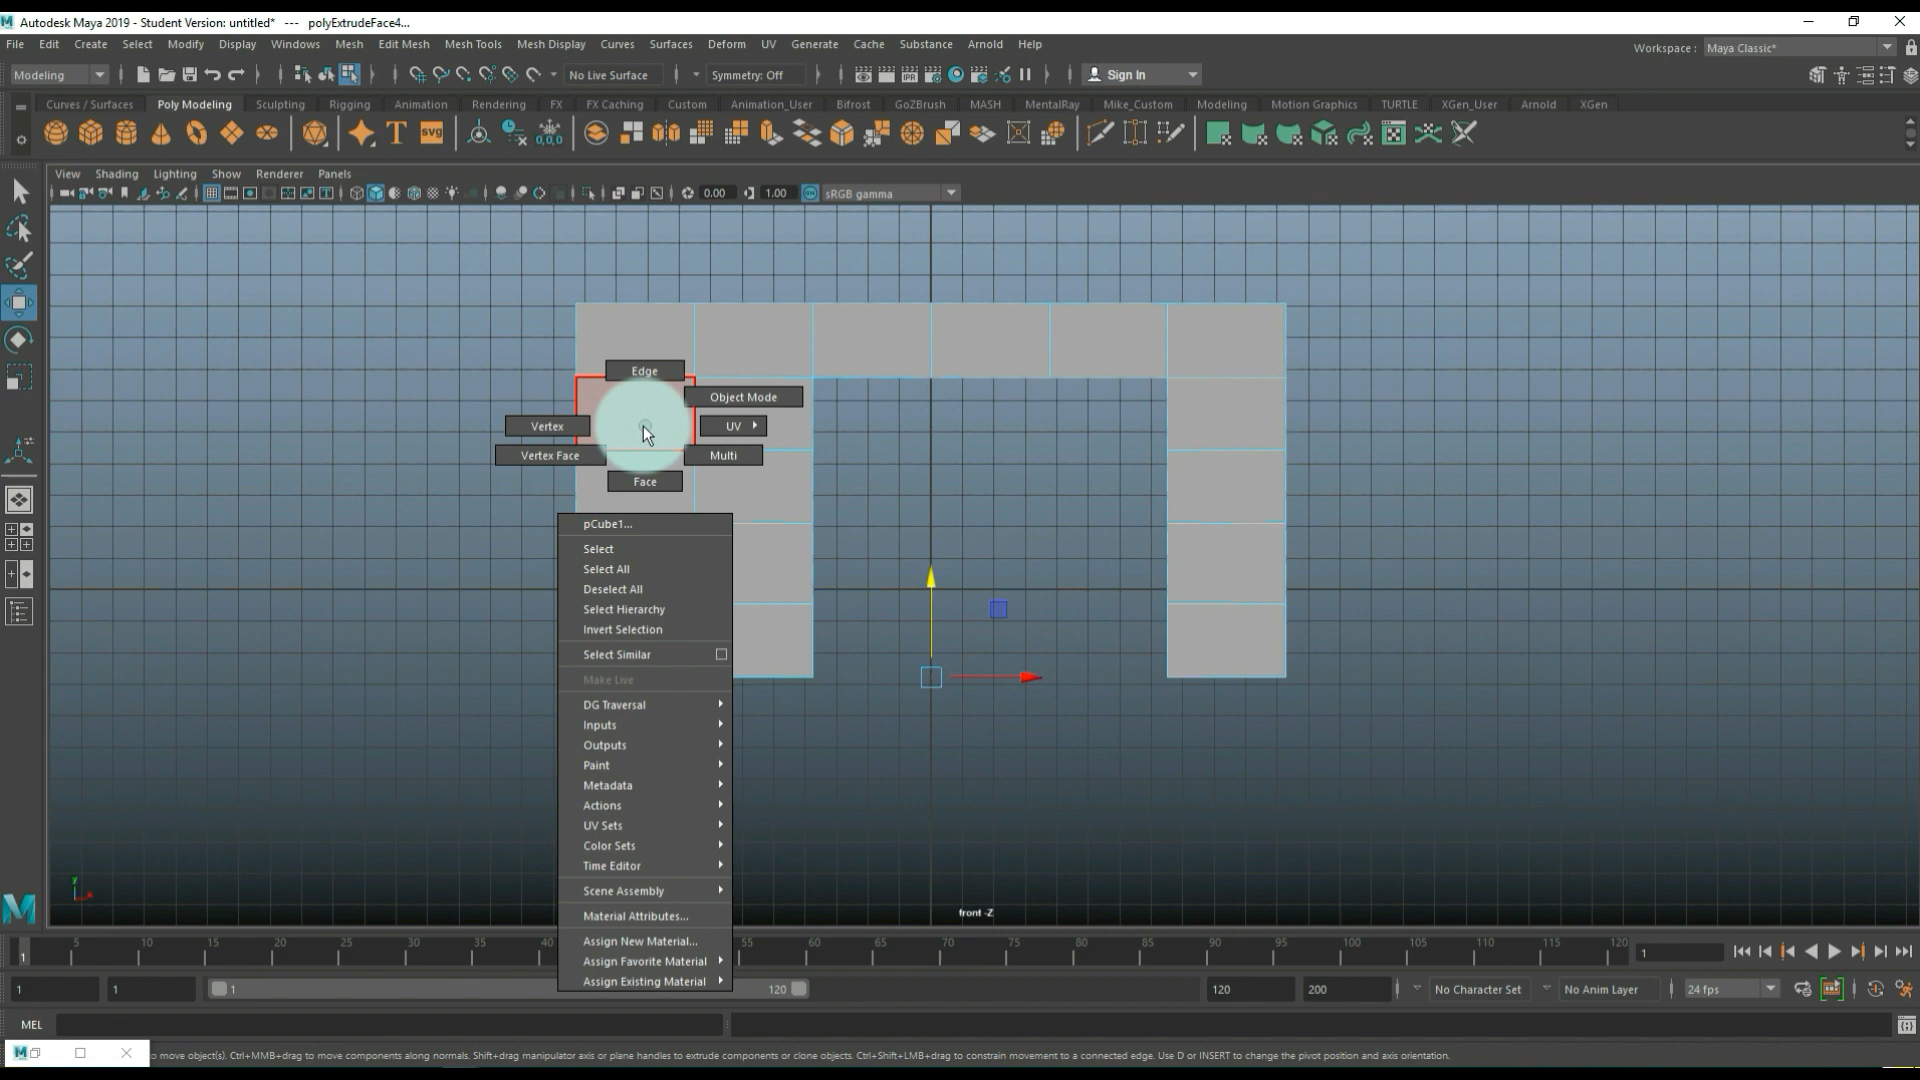 Autodesk Maya 2019 - Student Version: untitled* --- polyExtrudeFace4...
File Edit Create Select Modify Display Windows Mesh Edit Mesh Mesh Tools Mesh Display Curves Surfaces Deform UV Generate Cache Substance Arnold Help
Workspace : Maya Classic*
Modeling No Live Surface Symmetry: Off Sign In
Curves / Surfaces Poly Modeling Sculpting Rigging Animation Rendering FX FX Caching Custom Animation_User Bifrost GoZBrush MASH MentalRay Mike_Custom Modeling Motion Graphics TURTLE XGen_User Arnold XGen
View Shading Lighting Show Renderer Panels
0.00 1.00 sRGB gamma
Edge
Object Mode
Vertex UV
Vertex Face Multi
Face
pCube1...
Select
Select All
Deselect All
Select Hierarchy
Invert Selection
Select Similar
Make Live
DG Traversal
Inputs
Outputs
Paint
Metadata
Actions
UV Sets
Color Sets
Time Editor
Scene Assembly
Material Attributes...
Assign New Material...
Assign Favorite Material
Assign Existing Material
front -Z
1 5 10 15 20 25 30 35 40 55 60 65 70 75 80 85 90 95 100 105 110 115 120 1
1 1 1 120 120 200 No Character Set No Anim Layer 24 fps
MEL
o move object(s). Ctrl+MMB+drag to move components along normals. Shift+drag manipulator axis or plane handles to extrude components or clone objects. Ctrl+Shift+LMB+drag to constrain movement to a connected edge. Use D or INSERT to change the pivot position and axis orientation.